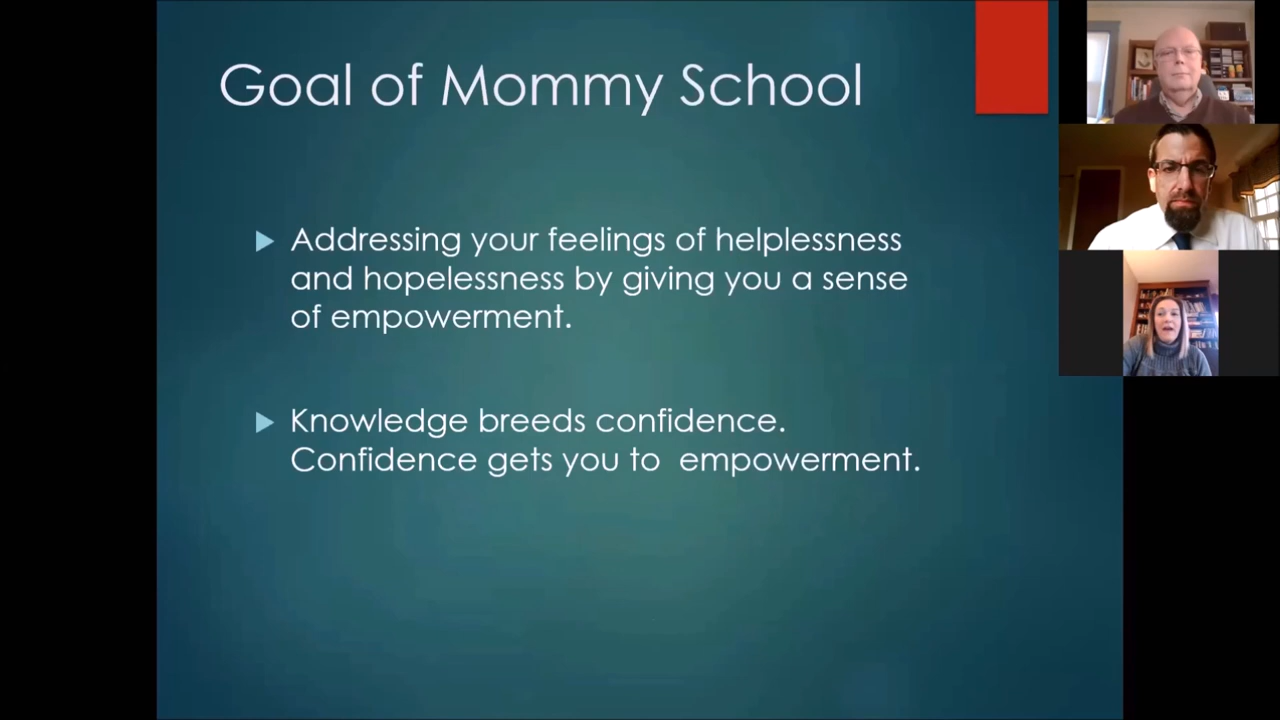 Goal of Mommy School
Addressing your feelings of helplessness
and hopelessness by giving you a sense
of empowerment.
Knowledge breeds confidence.
Confidence gets you to empowerment.